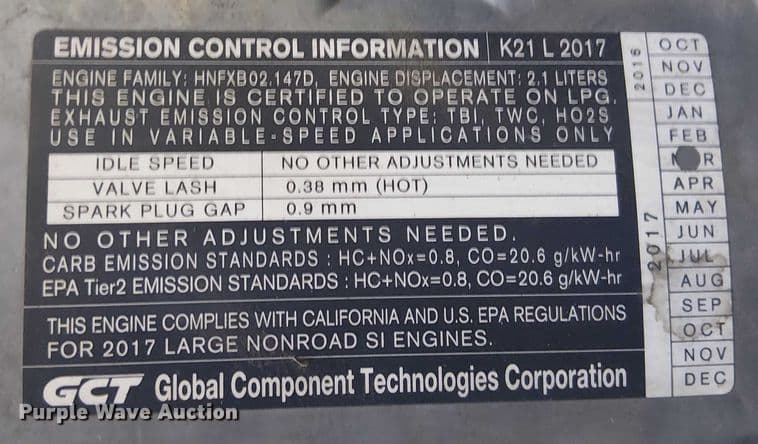 EMISSION CONTROL INFORMATION K21 L 2017
ENGINE FAMILY: HNFXB02.147D, ENGINE DISPLACEMENT: 2.1 LITERS
THIS ENGINE IS CERTIFIED TO OPERATE ON LPG.
EXHAUST EMISSION CONTROL TYPE: TBI, TWC, HO2S
USE IN VARIABLE-SPEED APPLICATIONS ONLY
IDLE SPEED NO OTHER ADJUSTMENTS NEEDED
VALVE LASH 0.38 mm (HOT)
SPARK PLUG GAP 0.9 mm
NO OTHER ADJUSTMENTS NEEDED.
CARB EMISSION STANDARDS : HC+NOx=0.8, CO=20.6 g/kW-hr
EPA Tier2 EMISSION STANDARDS : HC+NOx=0.8, CO=20.6 g/kW-hr
THIS ENGINE COMPLIES WITH CALIFORNIA AND U.S. EPA REGULATIONS
FOR 2017 LARGE NONROAD SI ENGINES.
GCT Global Component Technologies Corporation
2016
OCT
NOV
DEC
2017
JAN
FEB
APR
MAY
JUN
JUL
AUG
SEP
OCT
NOV
DEC
Purple Wave Auction